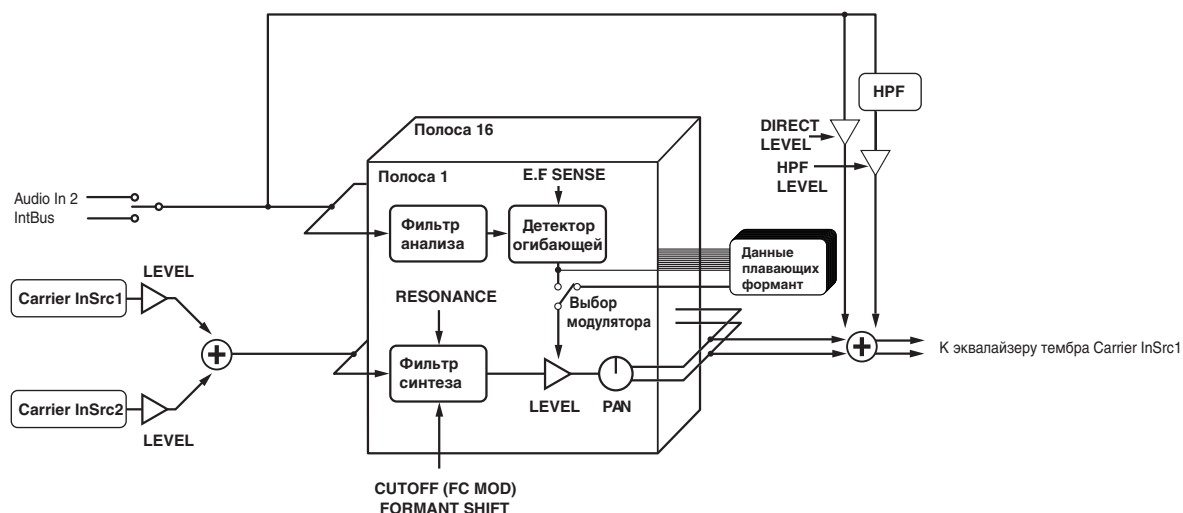 HPF
DIRECT
LEVEL
HPF
LEVEL
Полоса 16
Полоса 1
E.F. SENSE
Audio In 2
IntBus
Фильтр
анализа
Детектор
огибающей
Данные
плавающих
формант
LEVEL
Carrier InSrc1
RESONANCE
Выбор
модулятора
Фильтр
синтеза
К эквалайзеру тембра Carrier InSrc1
Carrier InSrc2
LEVEL
LEVEL
PAN
CUTOFF (FC MOD)
FORMANT SHIFT